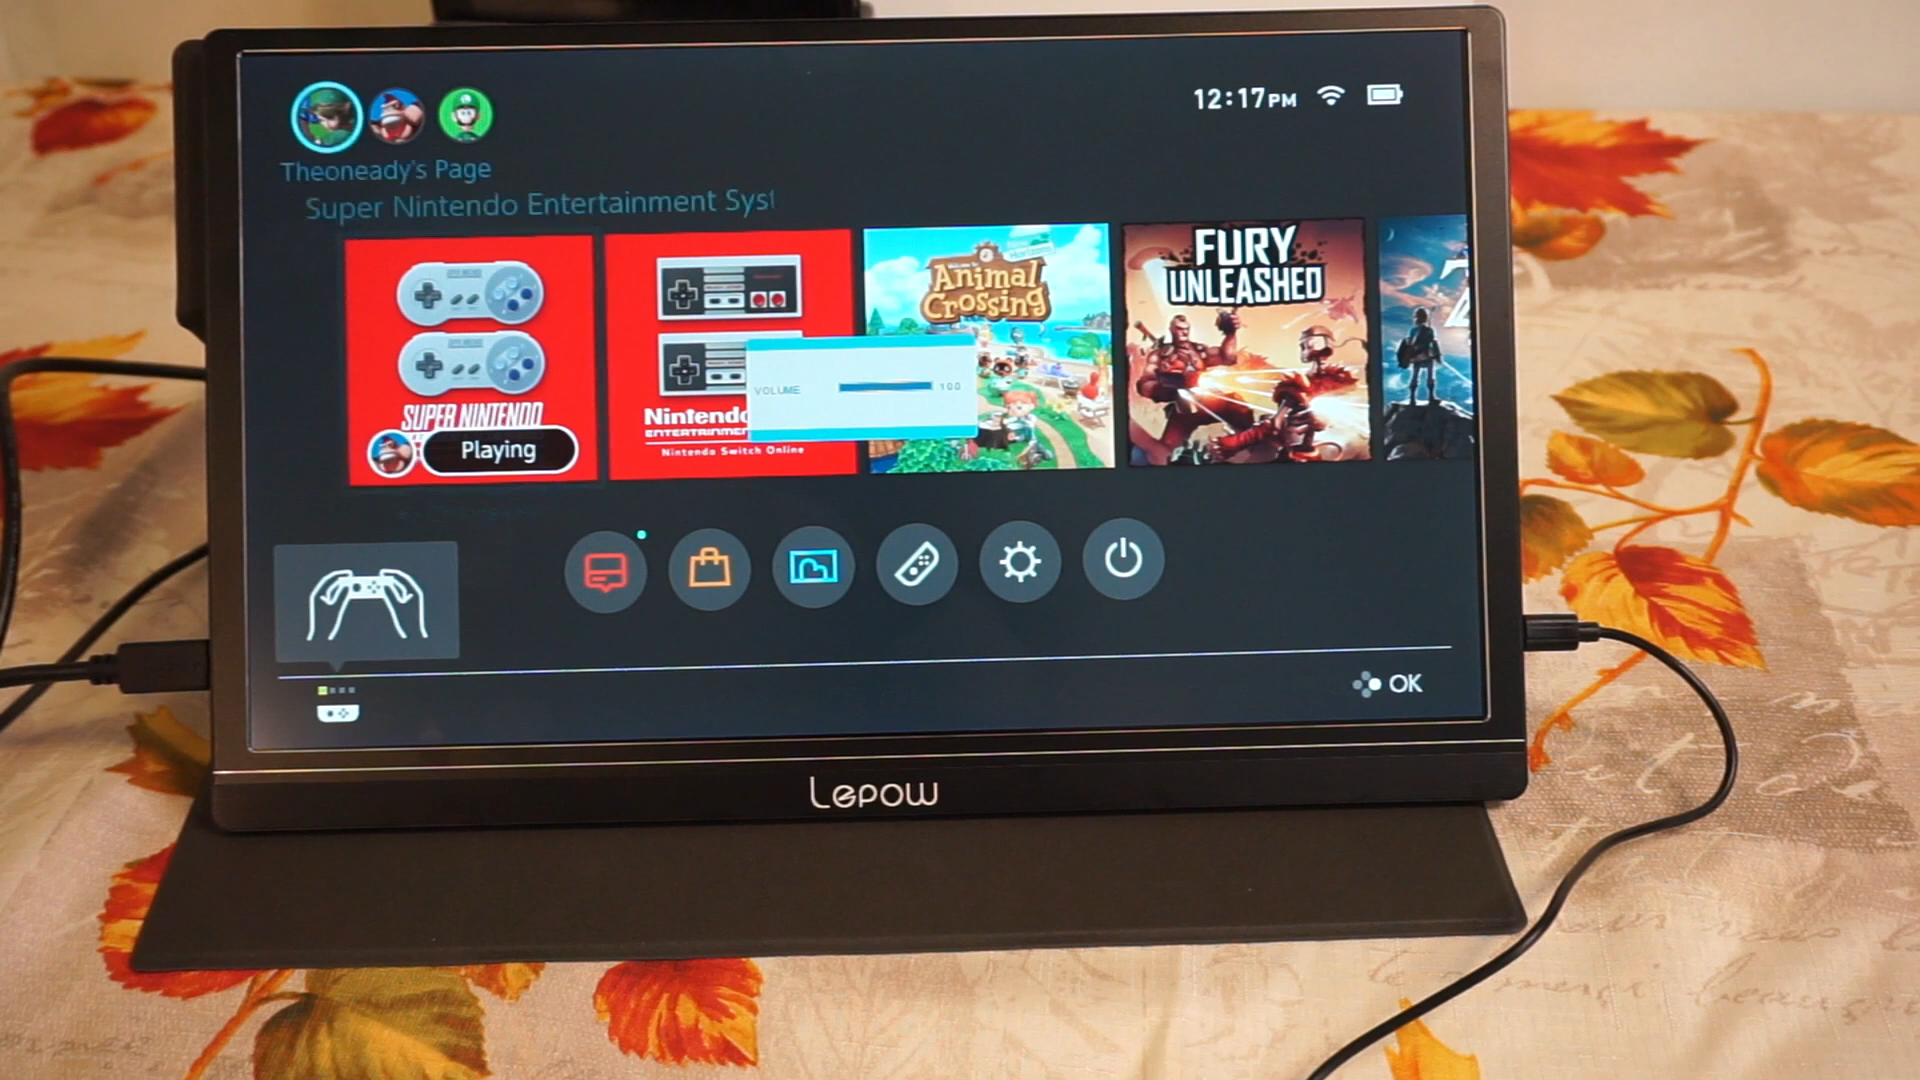 12:17PM
Theoneady's Page
Super Nintendo Entertainment Syst
SUPER NINTENDO
Playing
Nintendo
ENTERTAINMENT
Nintendo Switch Online
VOLUME 100
Animal
Crossing
FURY
UNLEASHED
OK
Lepow